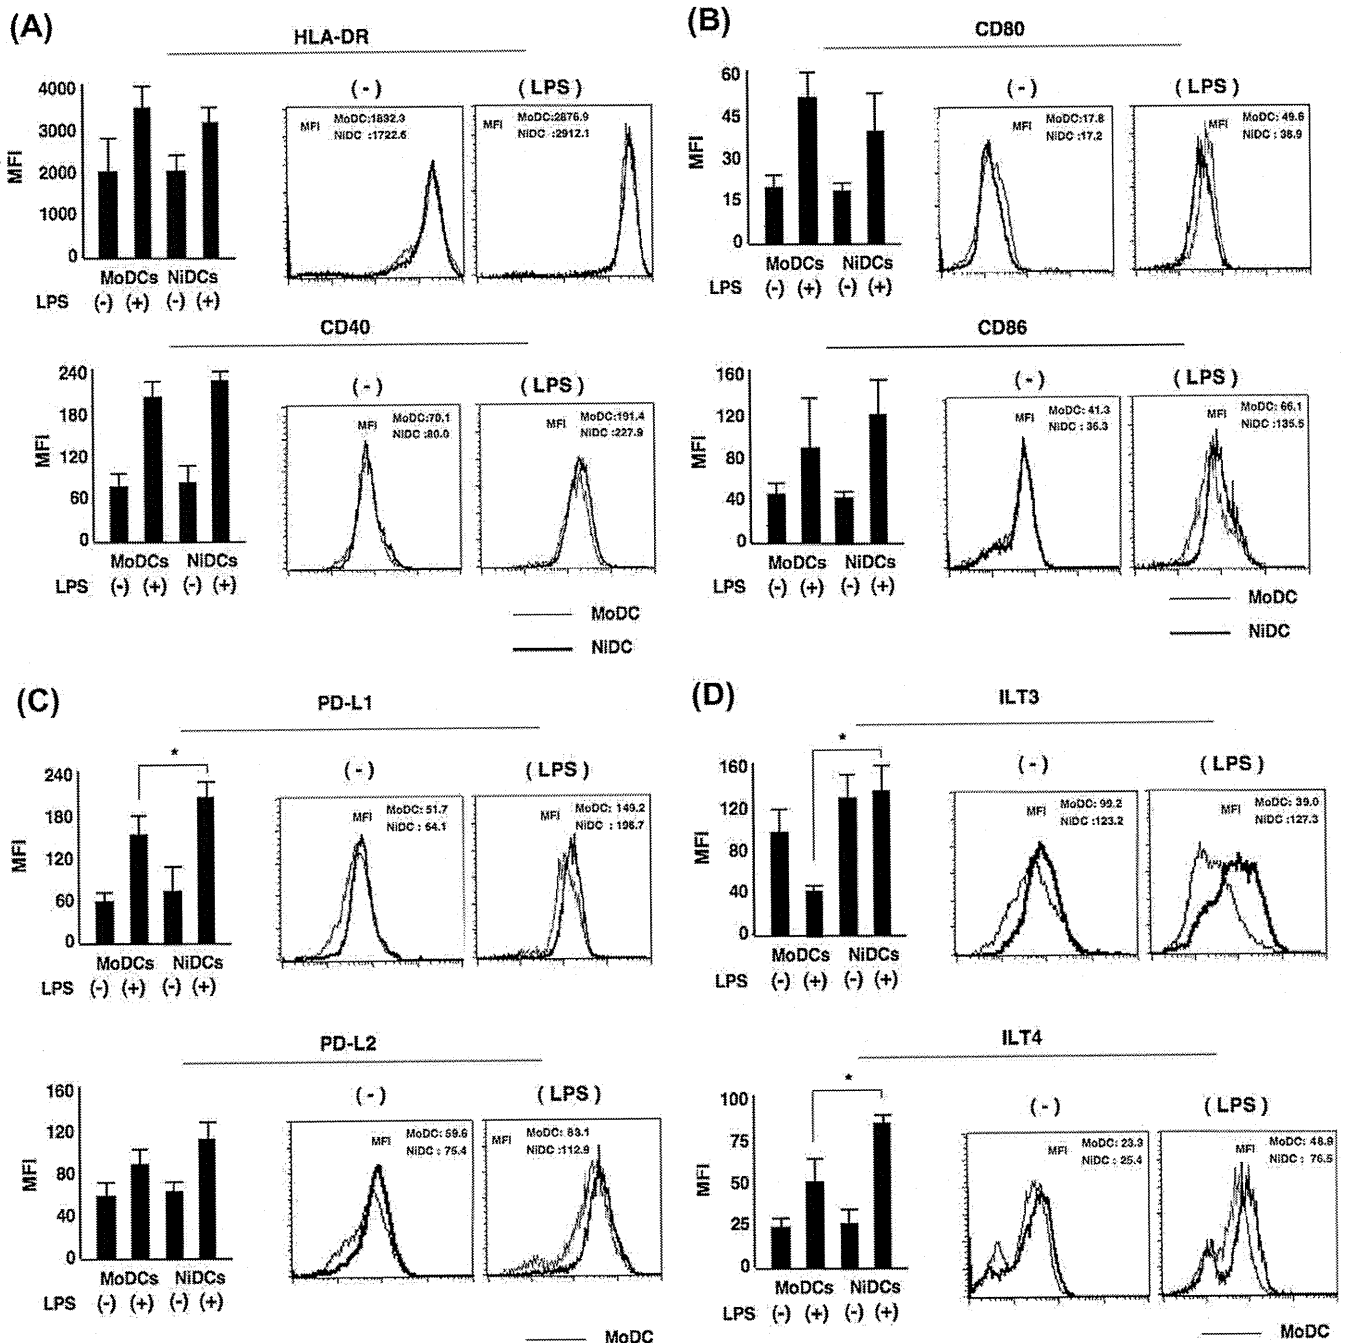 (A)
HLA-DR
4000
3000
2000
1000
0
MFI
MoDCs NiDCs
LPS (-) (+) (-) (+)
(-)
MFI MoDC:1832.3
NiDC :1722.6
(LPS)
MFI MoDC:2876.9
NiDC :2912.1
CD40
240
180
120
60
0
MFI
MoDCs NiDCs
LPS (-) (+) (-) (+)
(-)
MFI MoDC:70.1
NiDC :80.0
(LPS)
MFI MoDC:191.4
NiDC :227.9
MoDC
NiDC
(B)
CD80
60
45
30
15
0
MFI
MoDCs NiDCs
LPS (-) (+) (-) (+)
(-)
MFI MoDC:17.8
NiDC :17.2
(LPS)
MFI MoDC: 49.6
NiDC : 36.9
CD86
160
120
80
40
0
MFI
MoDCs NiDCs
LPS (-) (+) (-) (+)
(-)
MFI MoDC: 41.3
NiDC : 36.3
(LPS)
MFI MoDC: 66.1
NiDC :135.5
MoDC
NiDC
(C)
PD-L1
*
240
180
120
60
0
MFI
MoDCs NiDCs
LPS (-) (+) (-) (+)
(-)
MFI MoDC: 51.7
NiDC : 64.1
(LPS)
MFI MoDC: 149.2
NiDC : 196.7
PD-L2
160
120
80
40
0
MFI
MoDCs NiDCs
LPS (-) (+) (-) (+)
(-)
MFI MoDC: 59.6
NiDC : 75.4
(LPS)
MFI MoDC: 83.1
NiDC :112.9
MoDC
(D)
ILT3
*
160
120
80
40
0
MFI
MoDCs NiDCs
LPS (-) (+) (-) (+)
(-)
MFI MoDC: 99.2
NiDC :123.2
(LPS)
MFI MoDC: 39.0
NiDC :127.3
ILT4
*
100
75
50
25
0
MFI
MoDCs NiDCs
LPS (-) (+) (-) (+)
(-)
MFI MoDC: 23.3
NiDC : 25.4
(LPS)
MFI MoDC: 48.9
NiDC : 76.5
MoDC